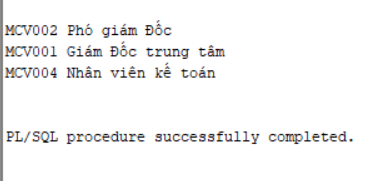 MCV002 Phó giám Đốc
MCV001 Giám Đốc trung tâm
MCV004 Nhân viên kế toán
PL/SQL procedure successfully completed.